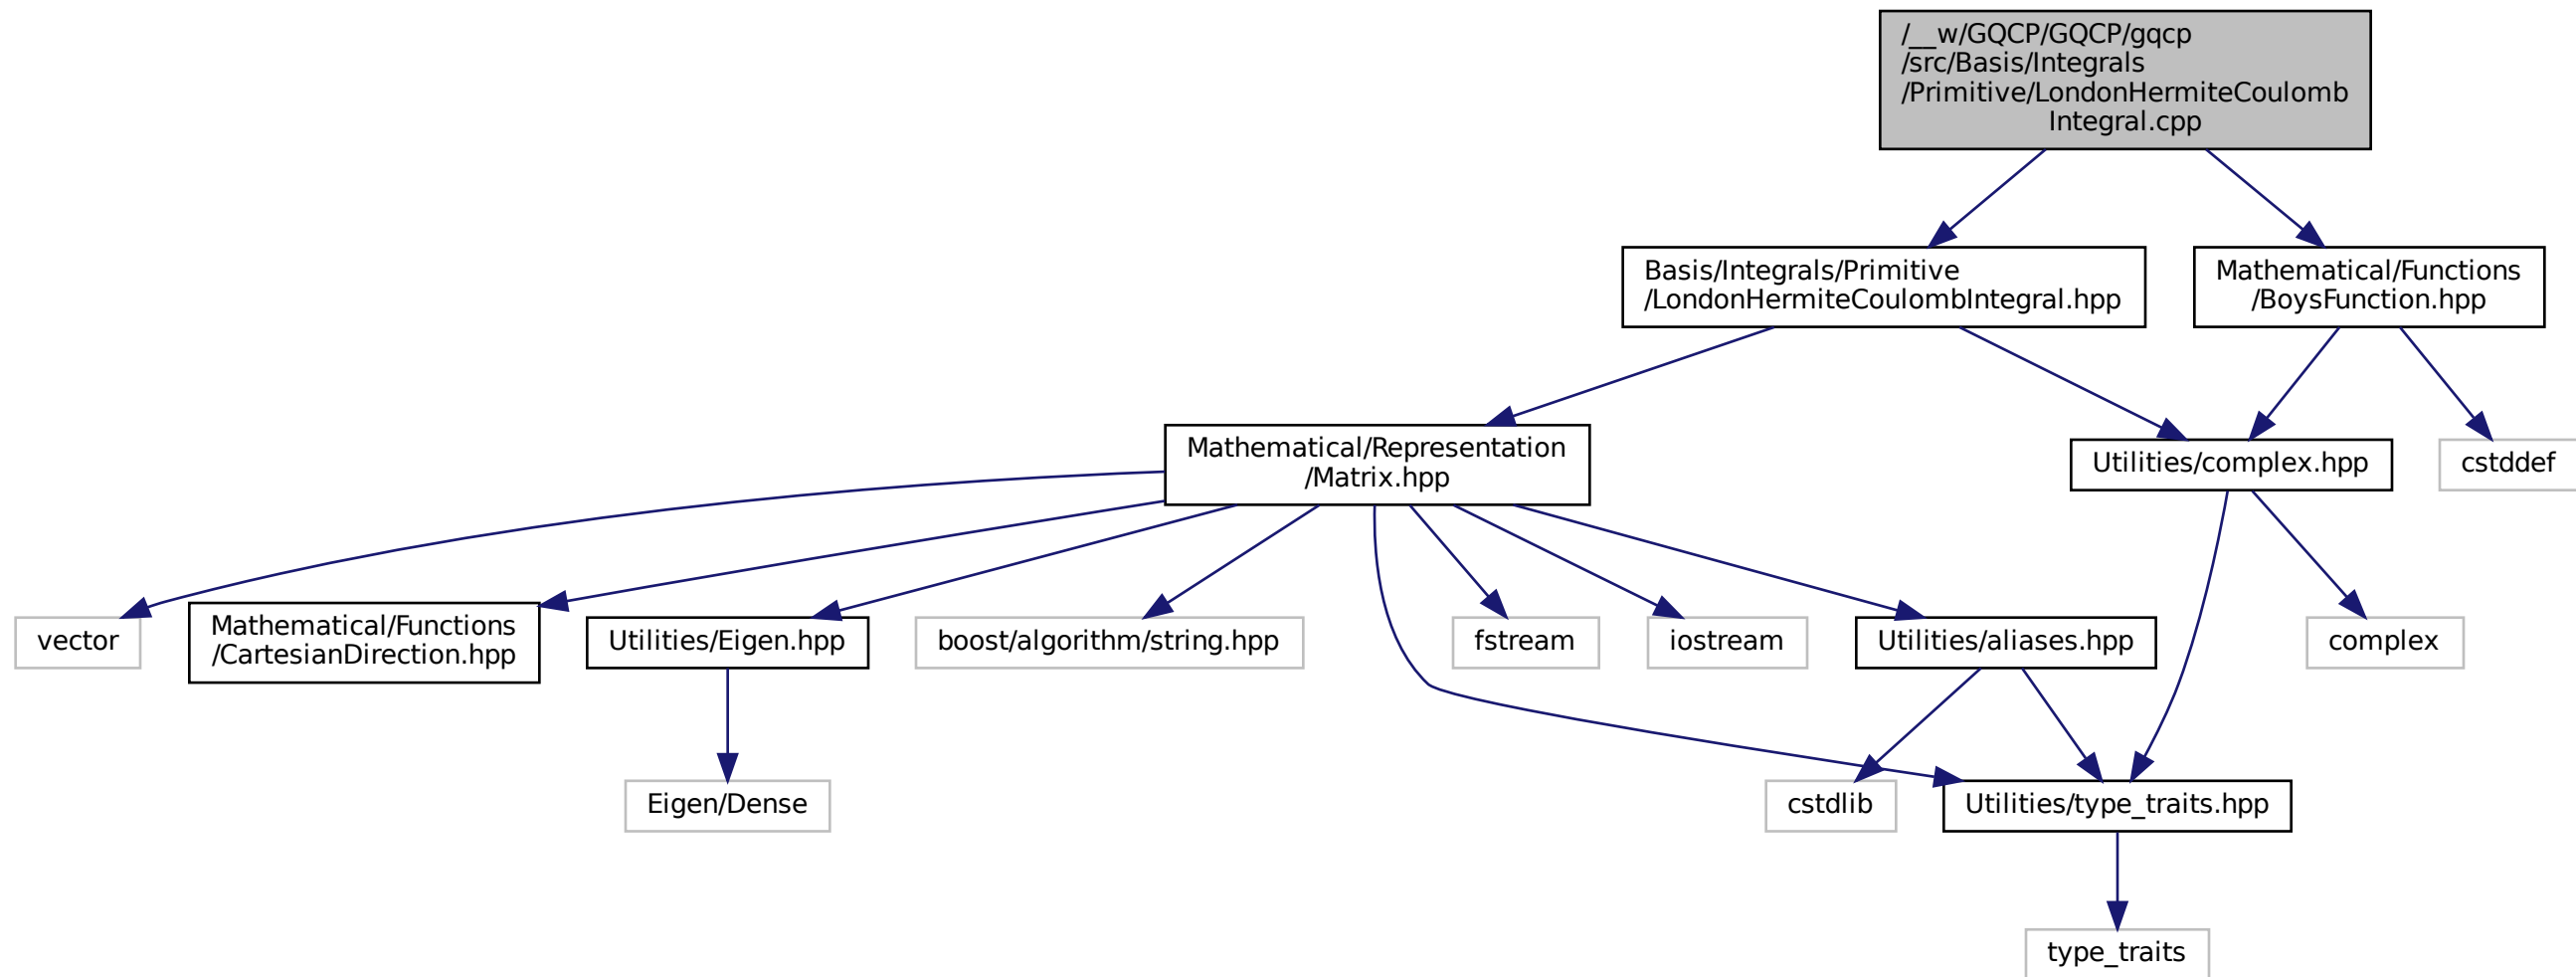 /__w/GQCP/GQCP/gqcp
/src/Basis/Integrals
/Primitive/LondonHermiteCoulomb
Integral.cpp
Basis/Integrals/Primitive
/LondonHermiteCoulombIntegral.hpp
Mathematical/Functions
/BoysFunction.hpp
Mathematical/Representation
/Matrix.hpp
Utilities/complex.hpp
cstddef
vector
Mathematical/Functions
/CartesianDirection.hpp
Utilities/Eigen.hpp
boost/algorithm/string.hpp
fstream
iostream
Utilities/aliases.hpp
complex
Eigen/Dense
cstdlib
Utilities/type_traits.hpp
type_traits